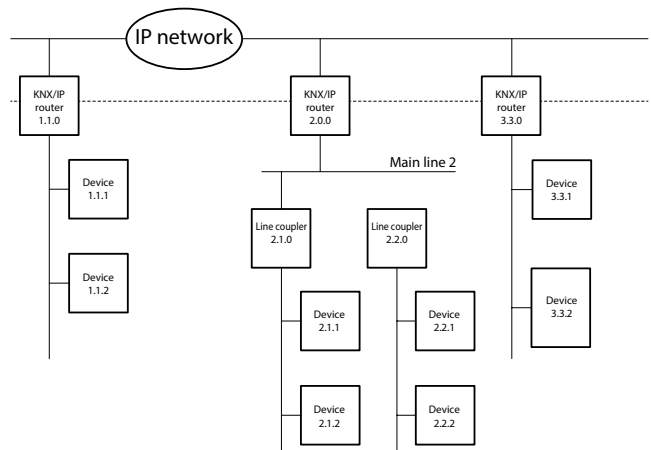 IP network
KNX/IP
router
1.1.0
KNX/IP
router
2.0.0
KNX/IP
router
3.3.0
Main line 2
Device
1.1.1
Device
3.3.1
Line coupler
2.1.0
Line coupler
2.2.0
Device
1.1.2
Device
3.3.2
Device
2.1.1
Device
2.2.1
Device
2.1.2
Device
2.2.2